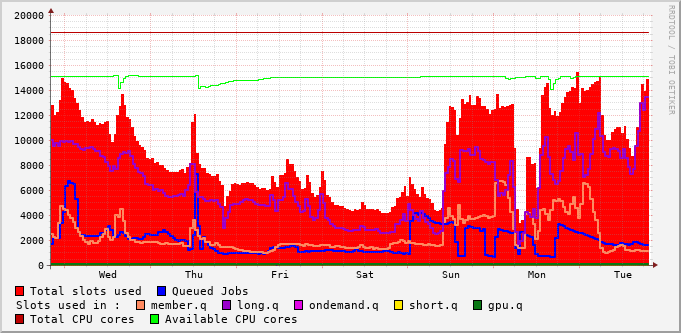 20000
18000
16000
14000
12000
10000
8000
6000
4000
2000
0
Wed Thu Fri Sat Sun Mon Tue
RRDTOOL / TOBI OETIKER
Total slots used Queued Jobs
Slots used in : member.q long.q ondemand.q short.q gpu.q
Total CPU cores Available CPU cores